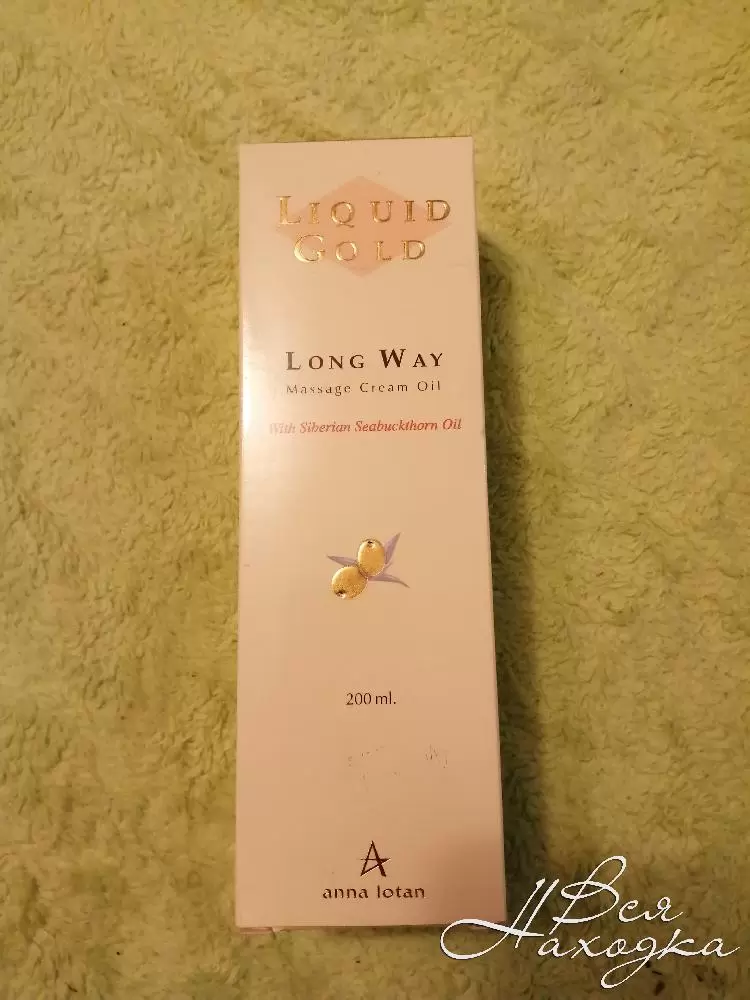 LIQUID
GOLD
LONG WAY
Massage Cream Oil
With Siberian Seabuckthorn Oil
200 ml.
anna lotan
Вся
Находка